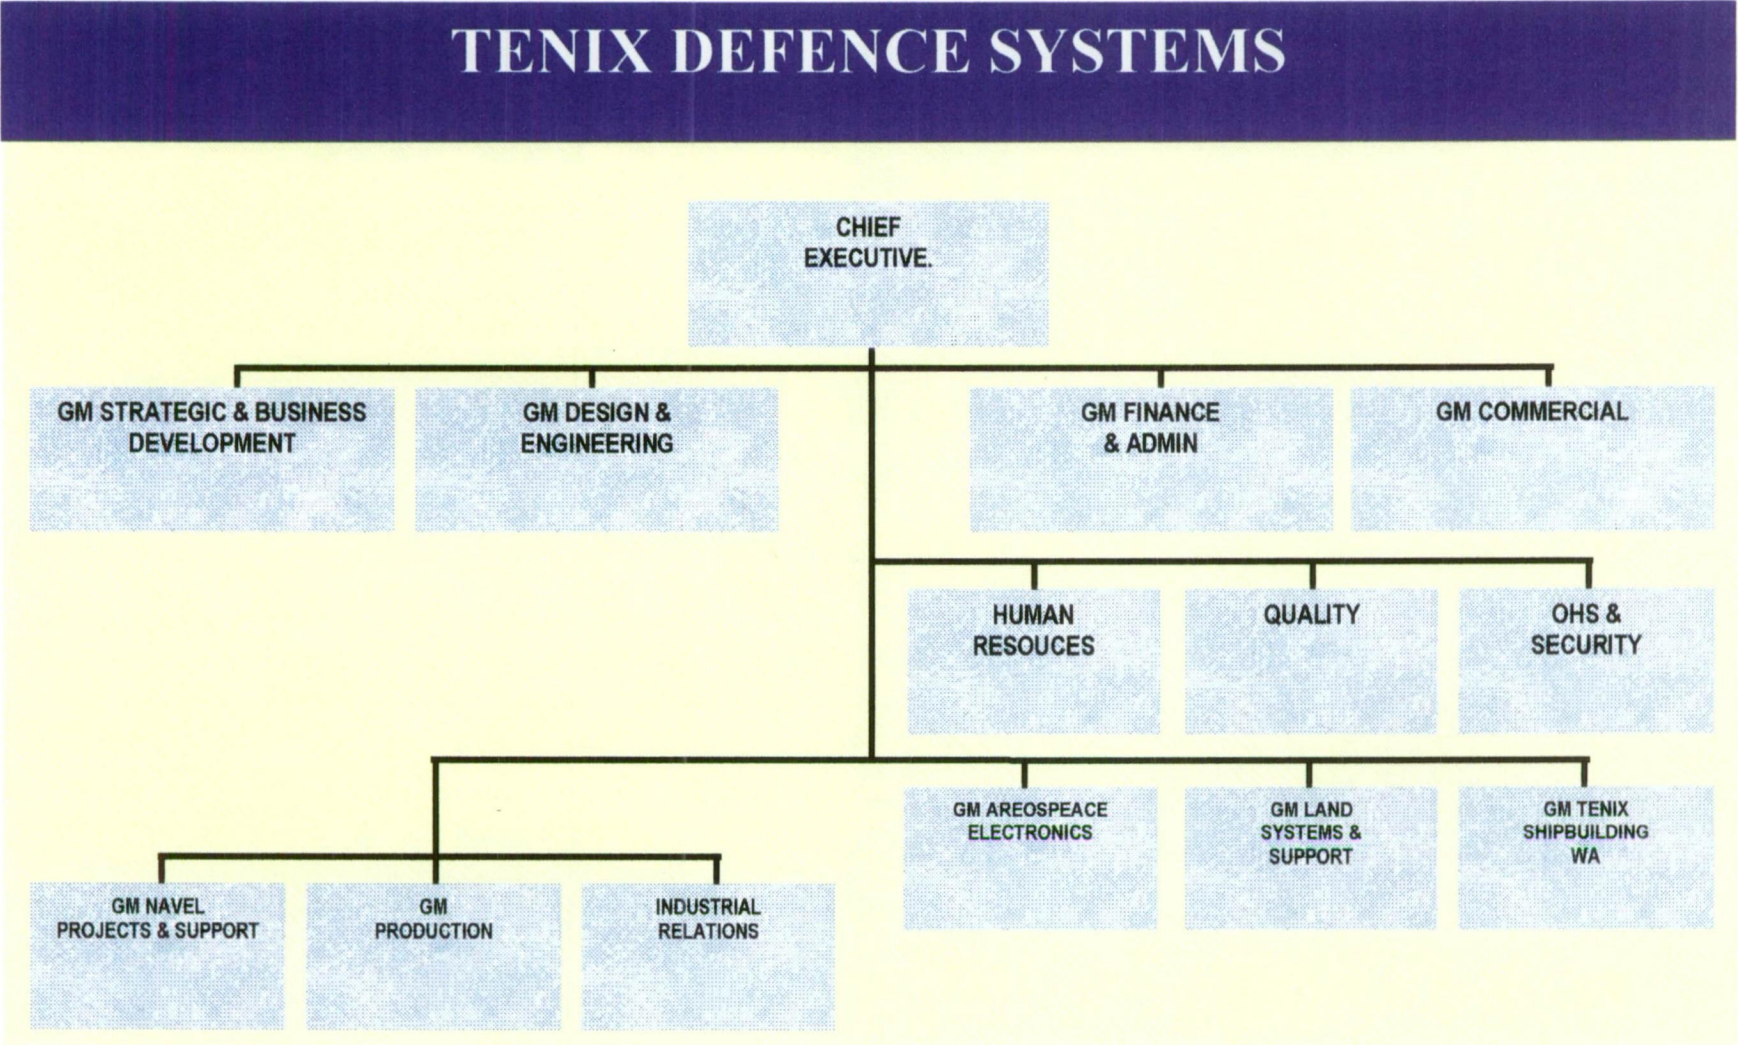 TENIX DEFENCE SYSTEMS
CHIEF
EXECUTIVE.
GM STRATEGIC & BUSINESS
DEVELOPMENT
GM DESIGN &
ENGINEERING
GM FINANCE
& ADMIN
GM COMMERCIAL
HUMAN
RESOUCES
QUALITY
OHS &
SECURITY
GM AREOSPEACE
ELECTRONICS
GM LAND
SYSTEMS &
SUPPORT
GM TENIX
SHIPBUILDING
WA
GM NAVEL
PROJECTS & SUPPORT
GM
PRODUCTION
INDUSTRIAL
RELATIONS